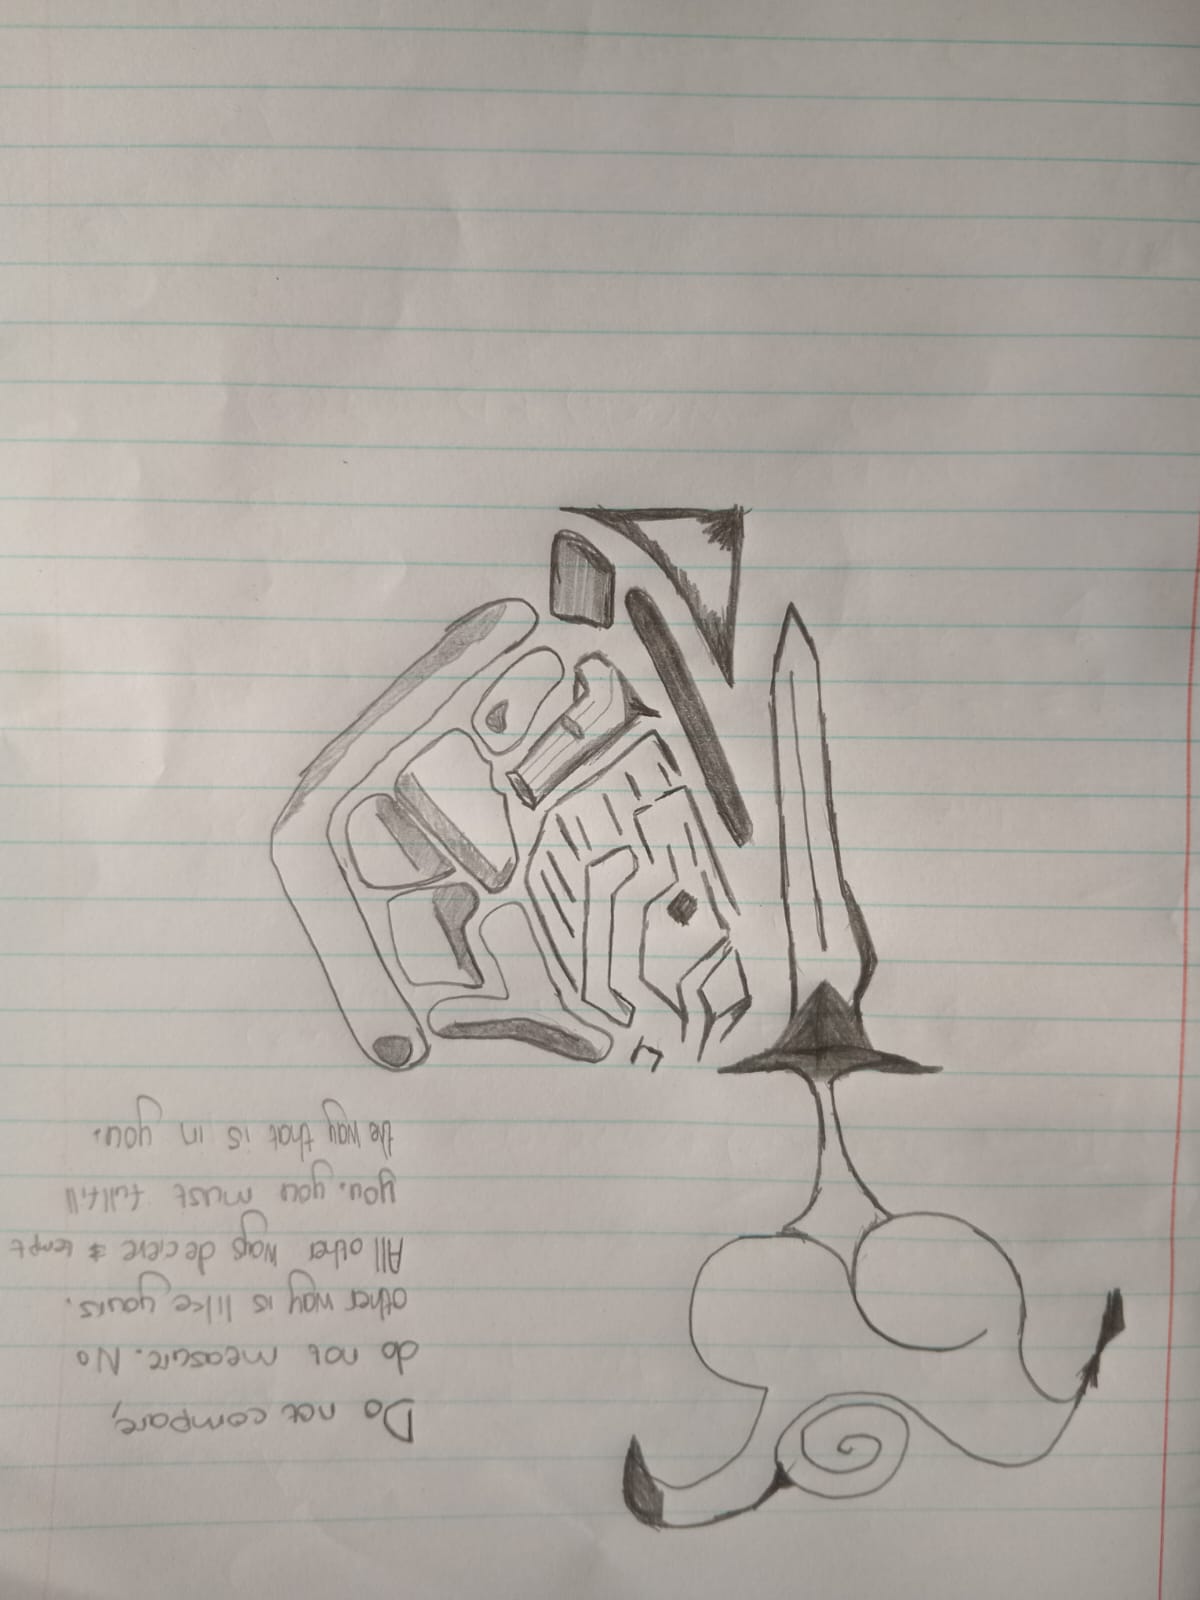 Do not compare,
do not measure. No
other way is like yours.
All other ways decieve & tempt
you. you must fulfill
the way that is in you.